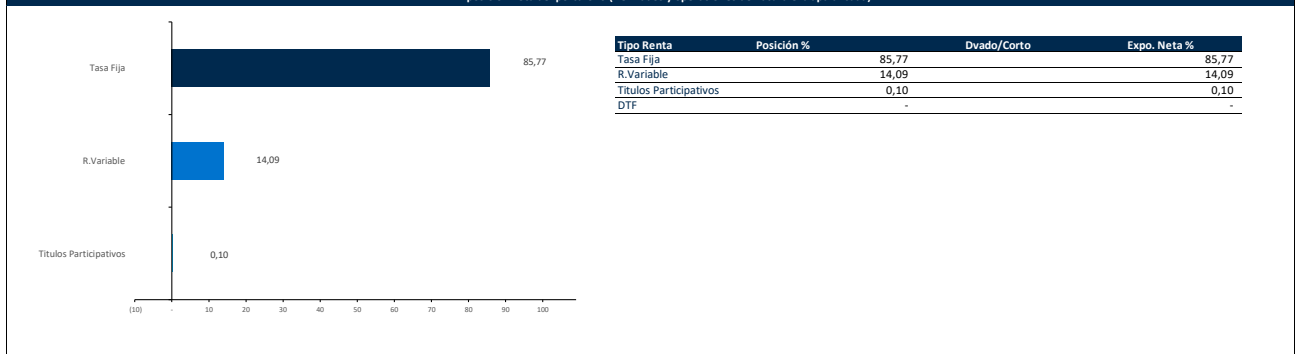 Tasa Fija
85,77
R.Variable
14,09
Titulos Participativos
0,10
(10) - 10 20 30 40 50 60 70 80 90 100
Tipo Renta Posición % Dvado/Corto Expo. Neta %
Tasa Fija 85,77 85,77
R.Variable 14,09 14,09
Titulos Participativos 0,10 0,10
DTF - -